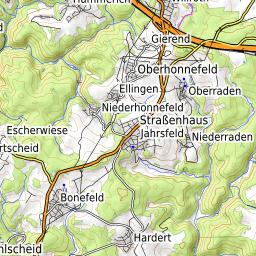 Gierend
Oberhonnefeld
Ellingen
Oberraden
Niederhonnefeld
Straßenhaus
Escherwiese
Jahrsfeld
Niederraden
Bonefeld
Hardert